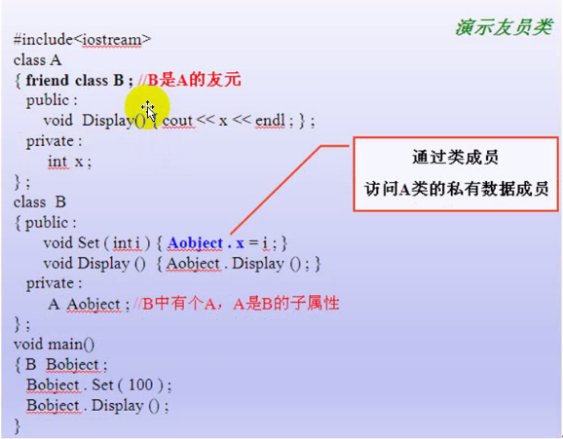 演示友员类
#include<iostream>
class A
{ friend class B ; //B是A的友元
public :
void Display() { cout << x << endl ; } ;
private :
int x ;
} ;
class B
{ public :
void Set ( int i ) { Aobject . x = i ; }
void Display () { Aobject . Display () ; }
private :
A Aobject ; //B中有个A，A是B的子属性
} ;
void main()
{ B Bobject ;
Bobject . Set ( 100 ) ;
Bobject . Display () ;
}
通过类成员
访问A类的私有数据成员